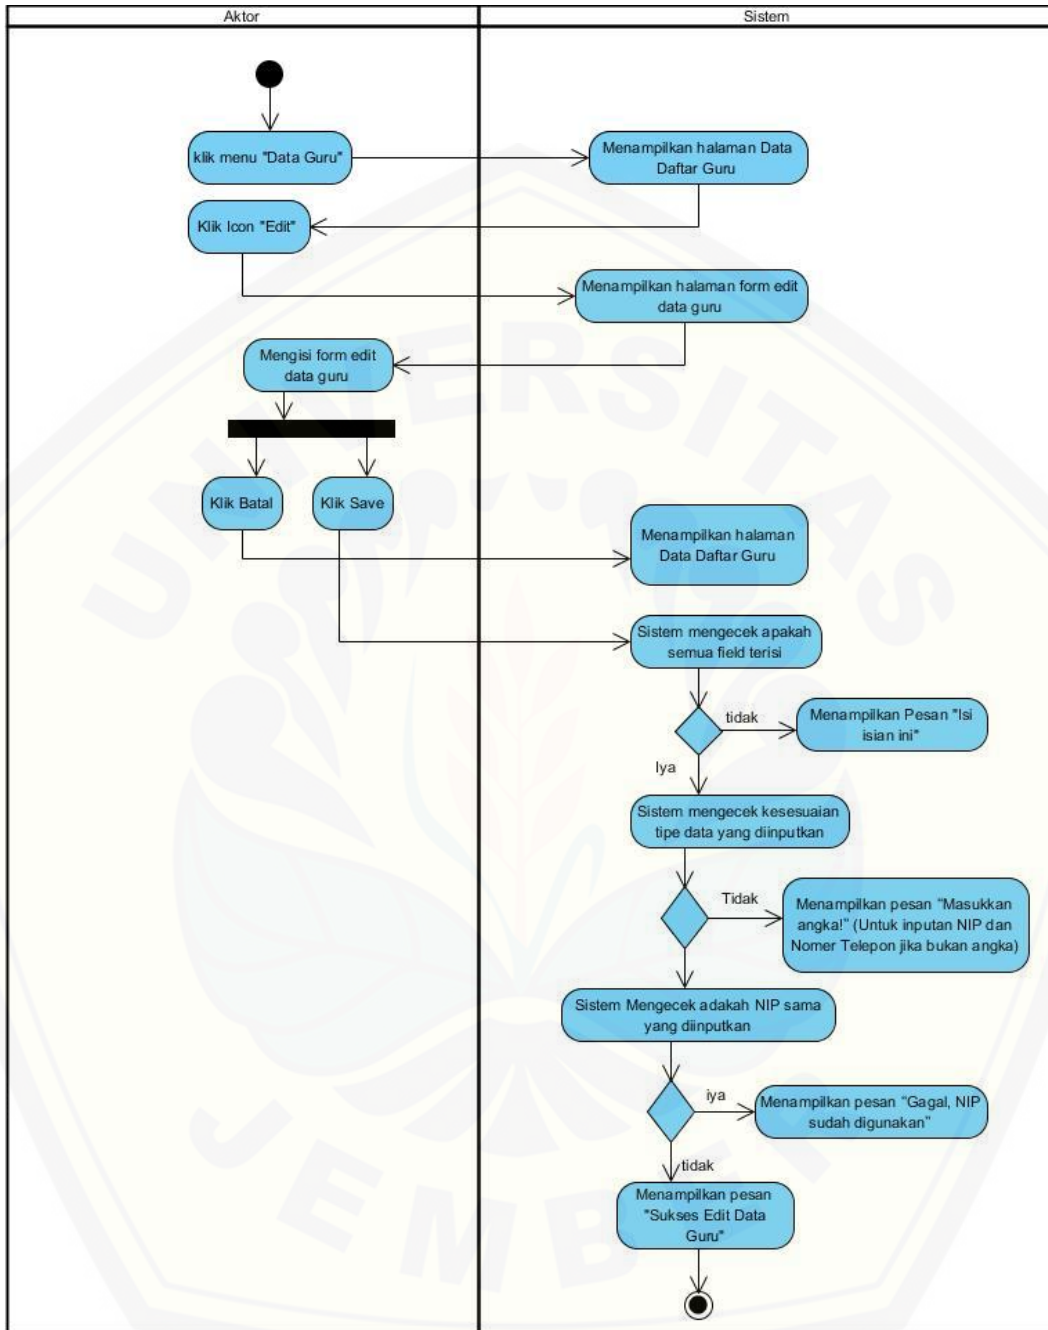 Aktor
Sistem
klik menu "Data Guru"
Menampilkan halaman Data
Daftar Guru
Klik Icon "Edit"
Menampilkan halaman form edit
data guru
Mengisi form edit
data guru
Klik Batal
Klik Save
Menampilkan halaman
Data Daftar Guru
Sistem mengecek apakah
semua field terisi
tidak
Menampilkan Pesan "Isi
isian ini"
Iya
Sistem mengecek kesesuaian
tipe data yang diinputkan
Tidak
Menampilkan pesan “Masukkan
angka!” (Untuk inputan NIP dan
Nomer Telepon jika bukan angka)
Sistem Mengecek adakah NIP sama
yang diinputkan
iya
Menampilkan pesan “Gagal, NIP
sudah digunakan”
tidak
Menampilkan pesan
"Sukses Edit Data
Guru"
UNIVERSITAS
JEMBER